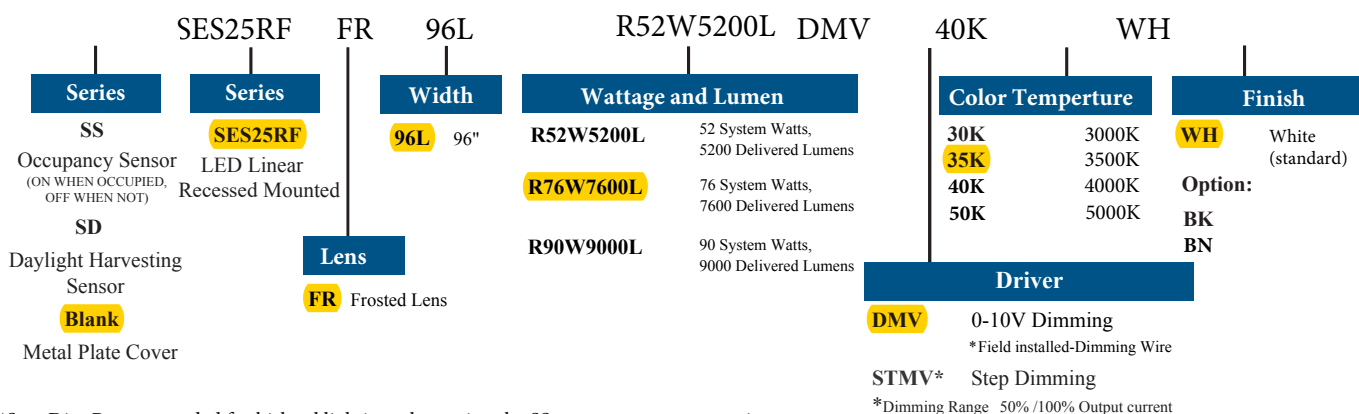 SES25RF FR 96L R52W5200L DMV 40K WH
Series
SS
Occupancy Sensor
(ON WHEN OCCUPIED,
OFF WHEN NOT)
SD
Daylight Harvesting
Sensor
Blank
Metal Plate Cover
Series
SES25RF
LED Linear
Recessed Mounted
Lens
FR Frosted Lens
Width
96L 96"
Wattage and Lumen
R52W5200L 52 System Watts,
5200 Delivered Lumens
R76W7600L 76 System Watts,
7600 Delivered Lumens
R90W9000L 90 System Watts,
9000 Delivered Lumens
Color Temperture
30K 3000K
35K 3500K
40K 4000K
50K 5000K
Driver
DMV 0-10V Dimming
*Field installed-Dimming Wire
STMV* Step Dimming
*Dimming Range 50% /100% Output current
Finish
WH White
(standard)
Option:
BK
BN